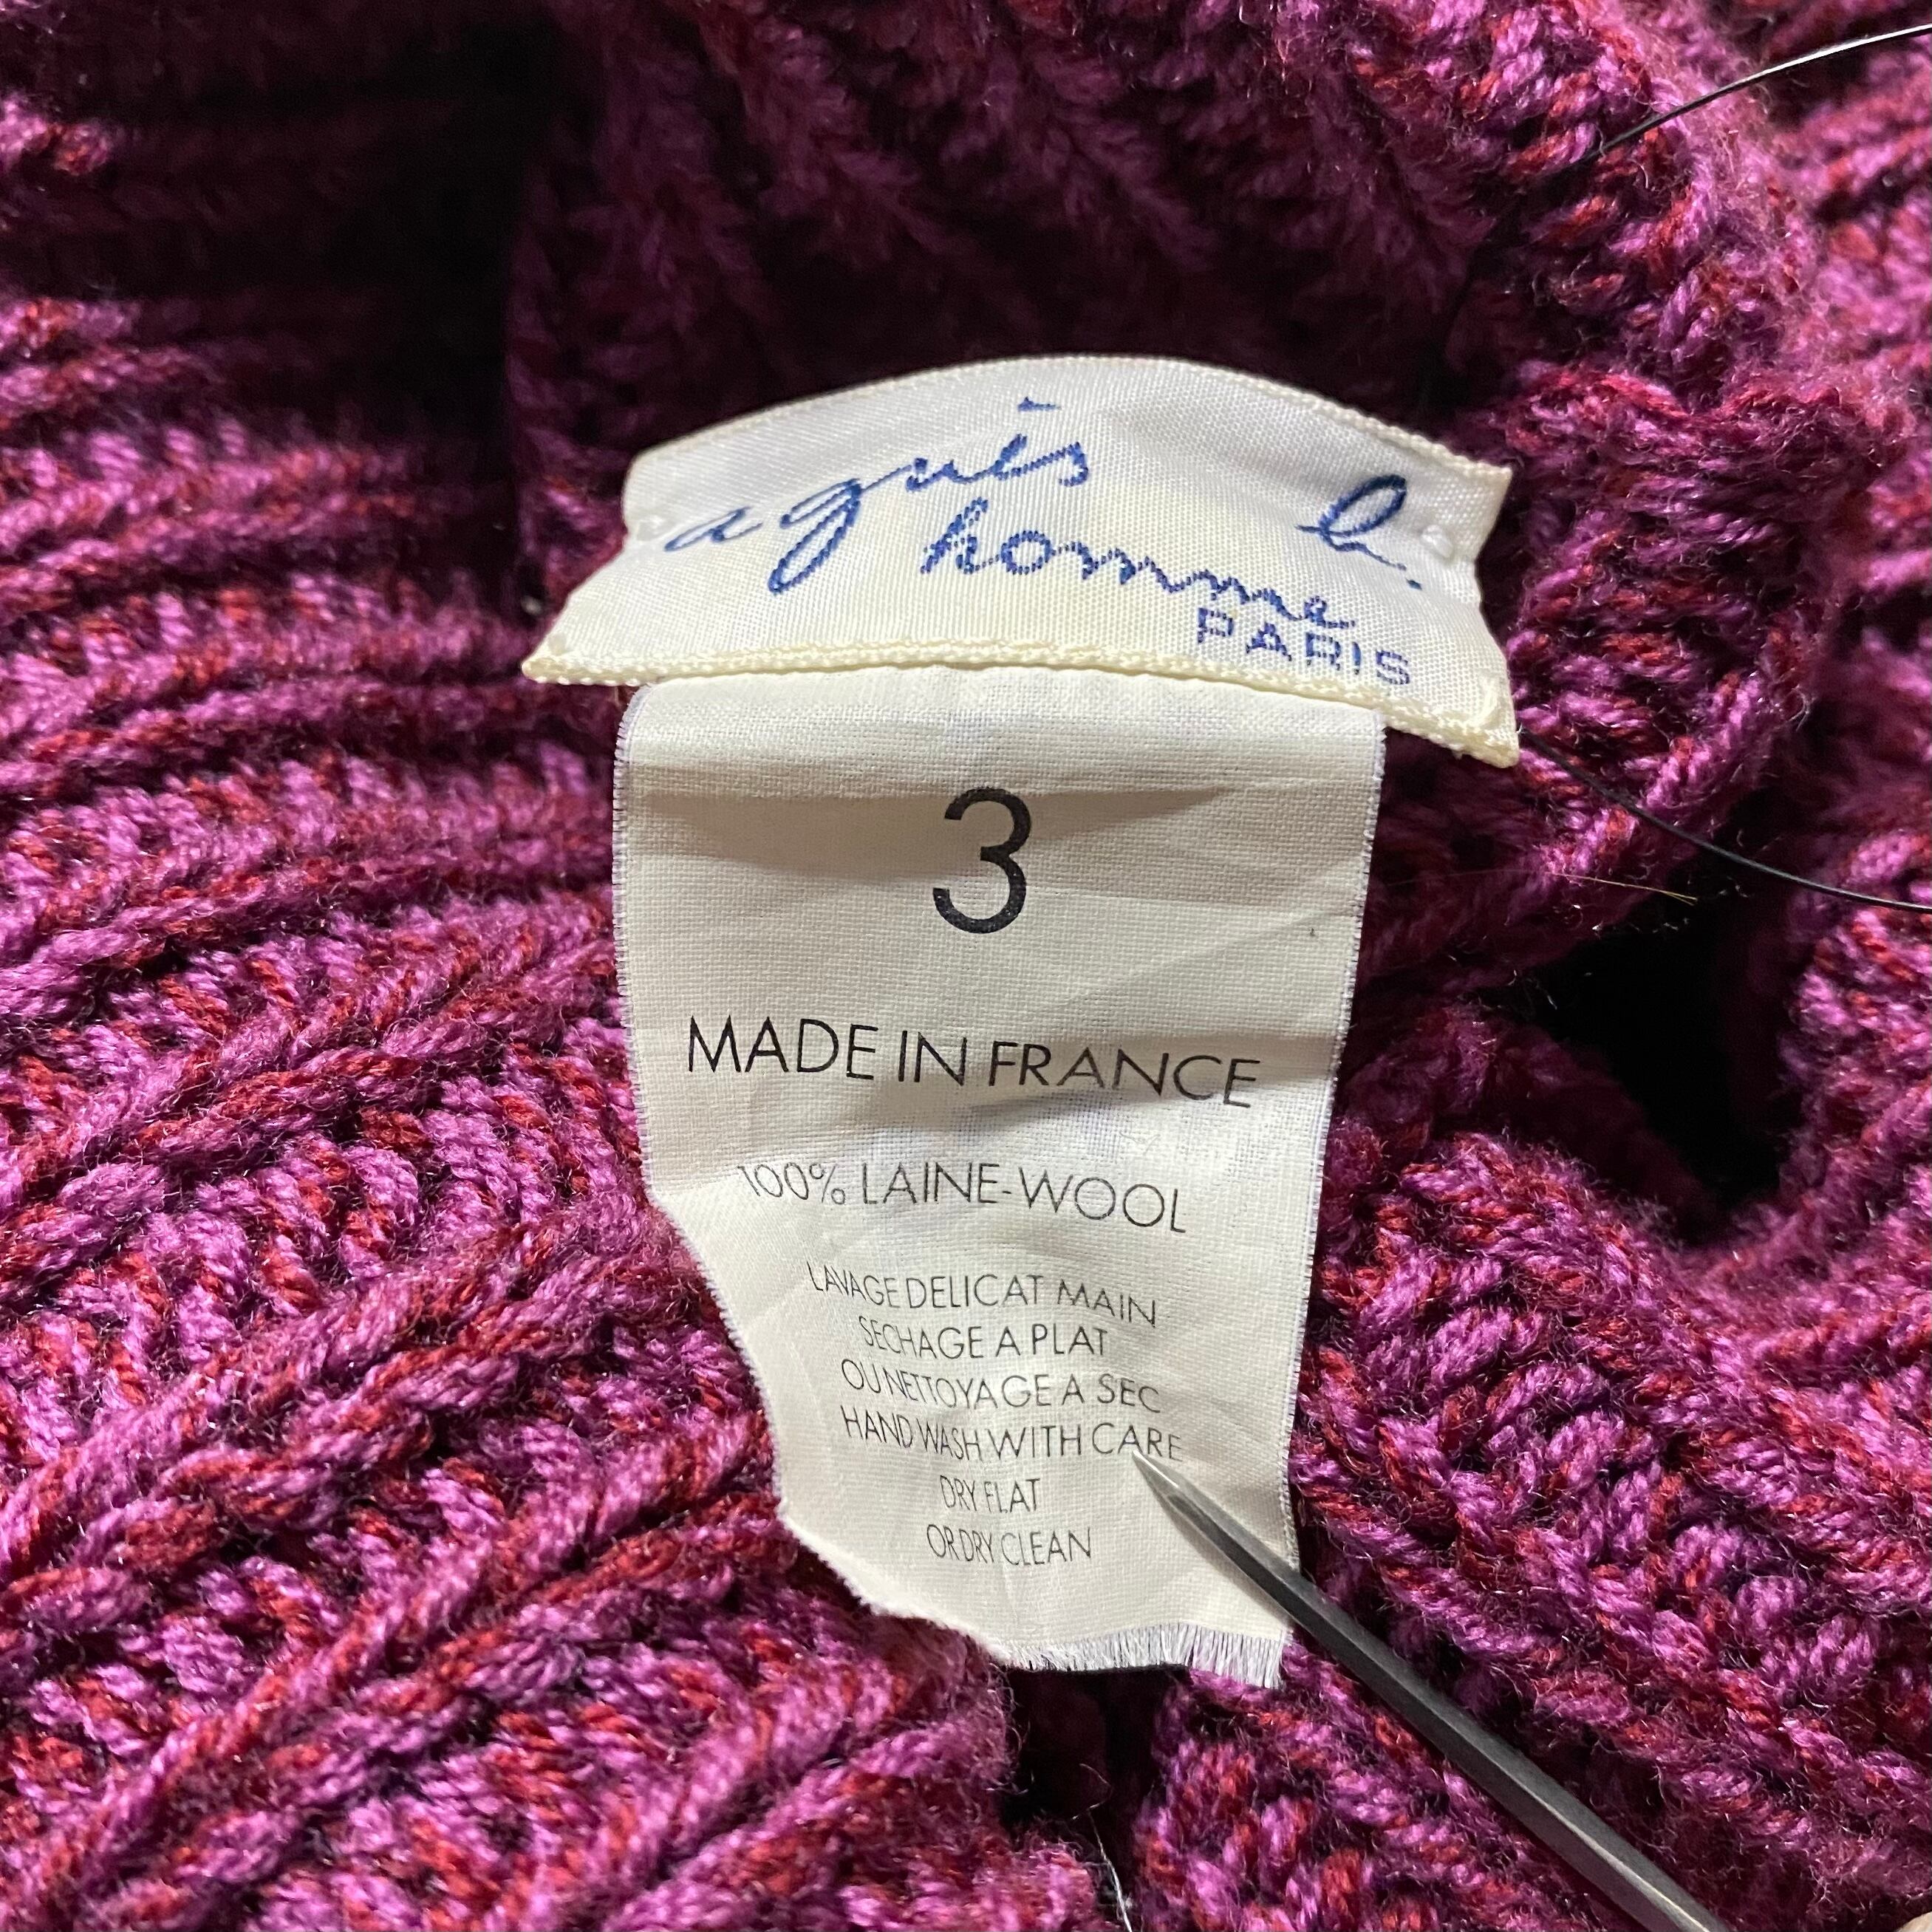 agnès b.
homme
PARIS
3
MADE IN FRANCE
100% LAINE-WOOL
LAVAGE DELICAT MAIN
SECHAGE A PLAT
OU NETTOYAGE A SEC
HAND WASH WITH CARE
DRY FLAT
OR DRY CLEAN